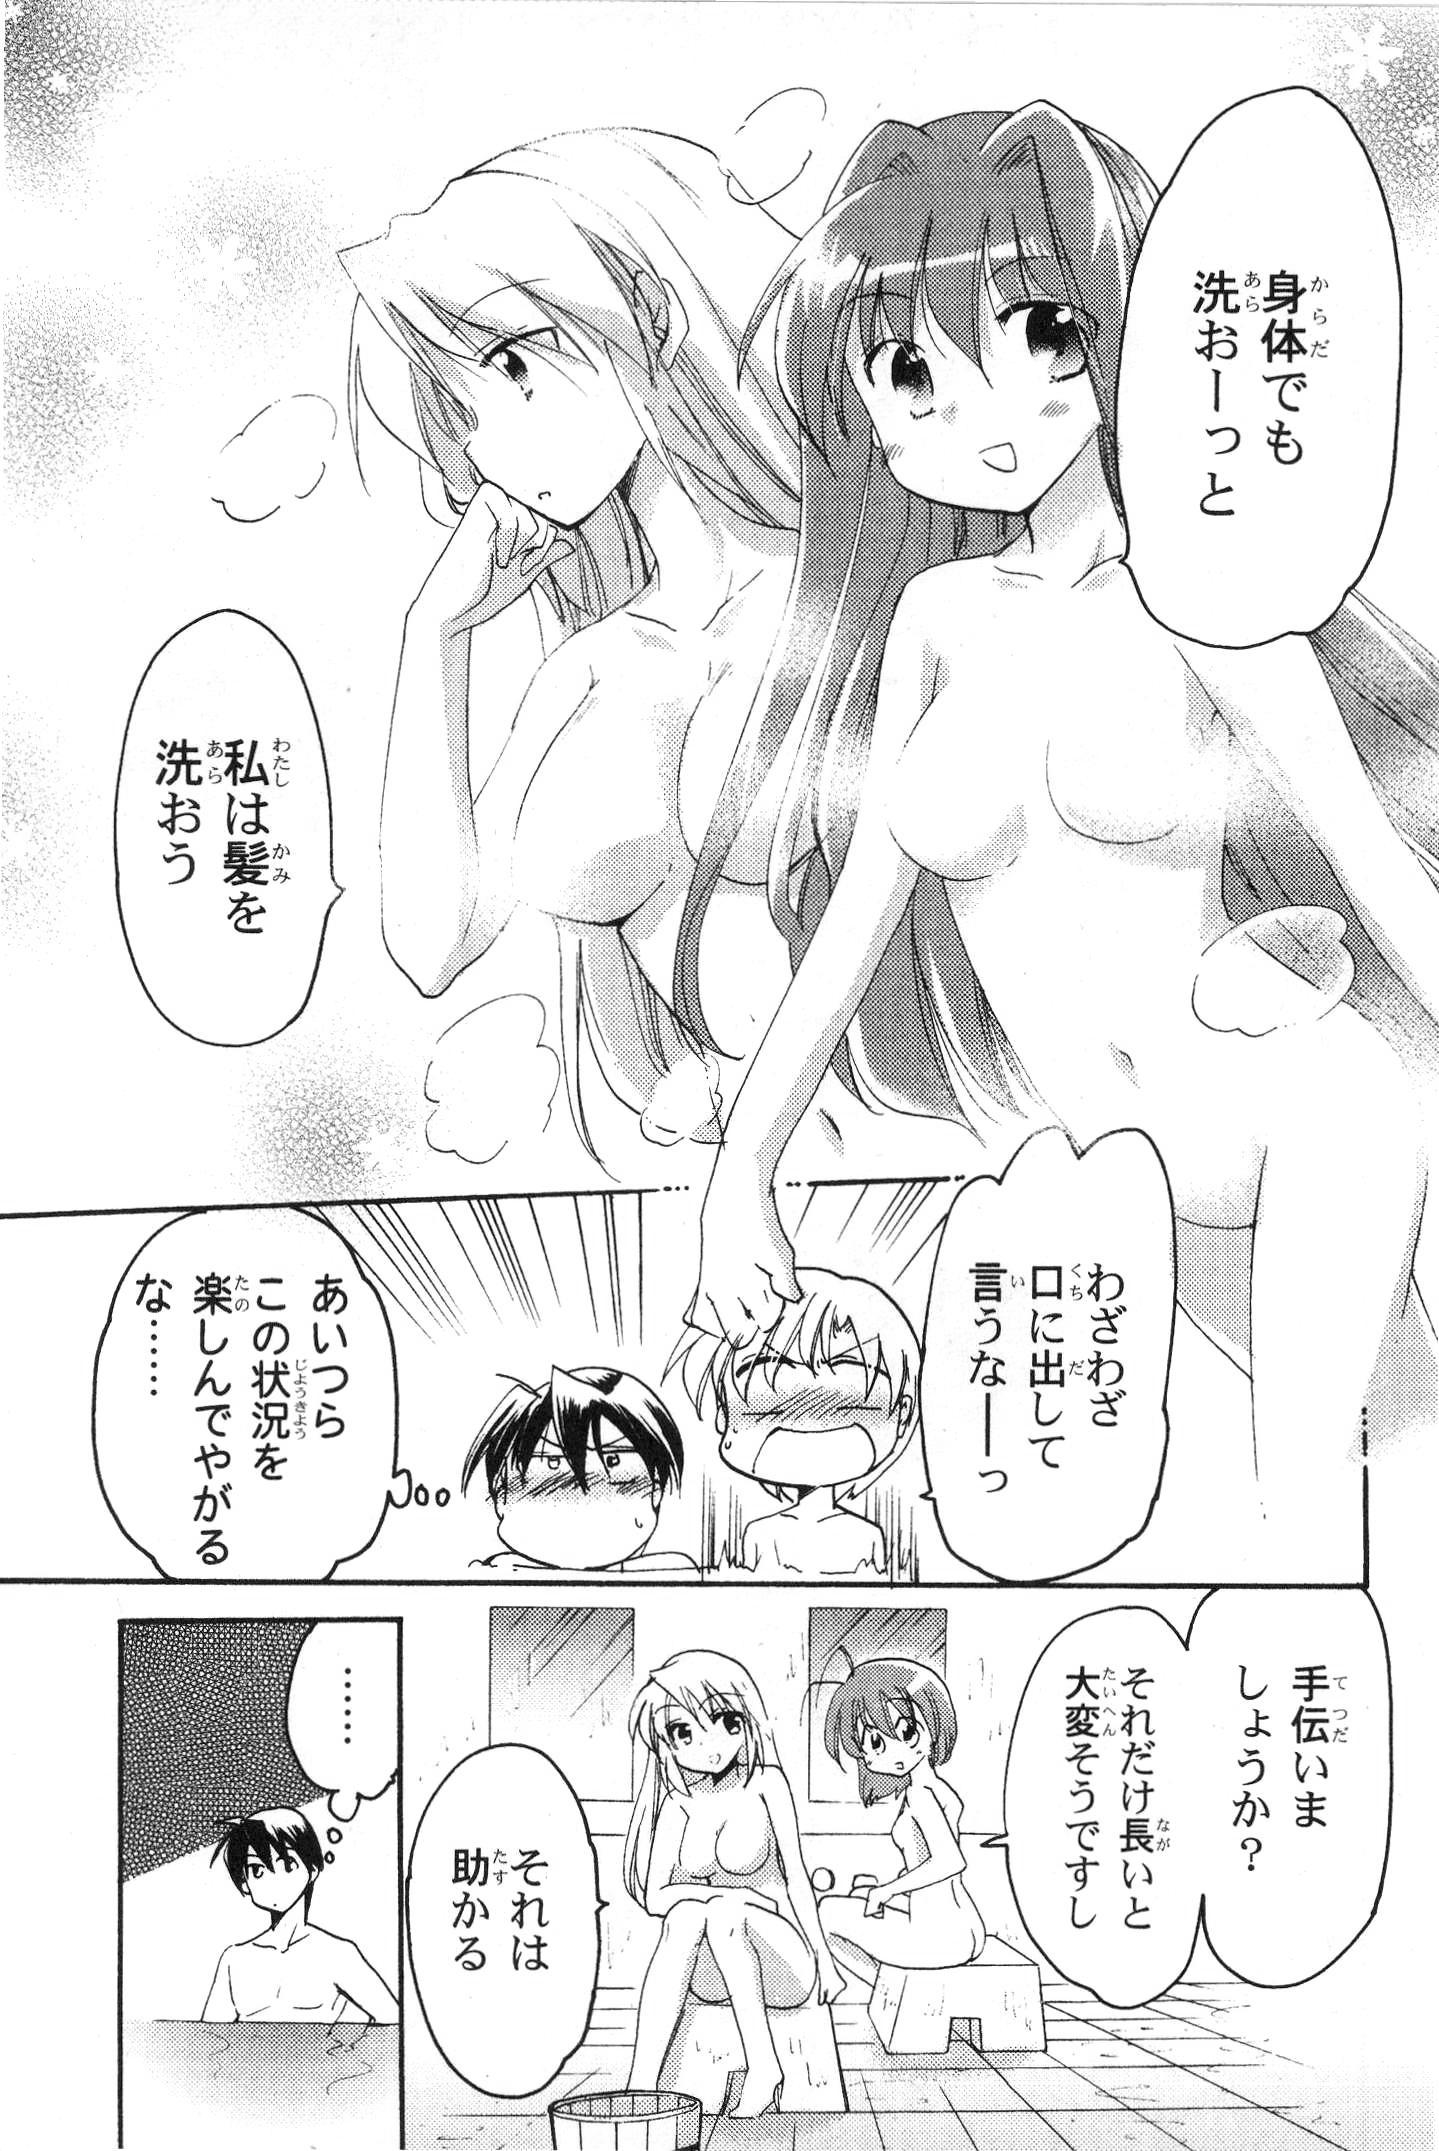 身体でも
洗おーっと
私は髪を
洗おう
わざわざ
口に出して
言うなーーっ
あいつら
この状況を
楽しんでやがる
な……
手伝いま
しょうか?
それだけ長いと
大変そうですし
それは
助かる
……